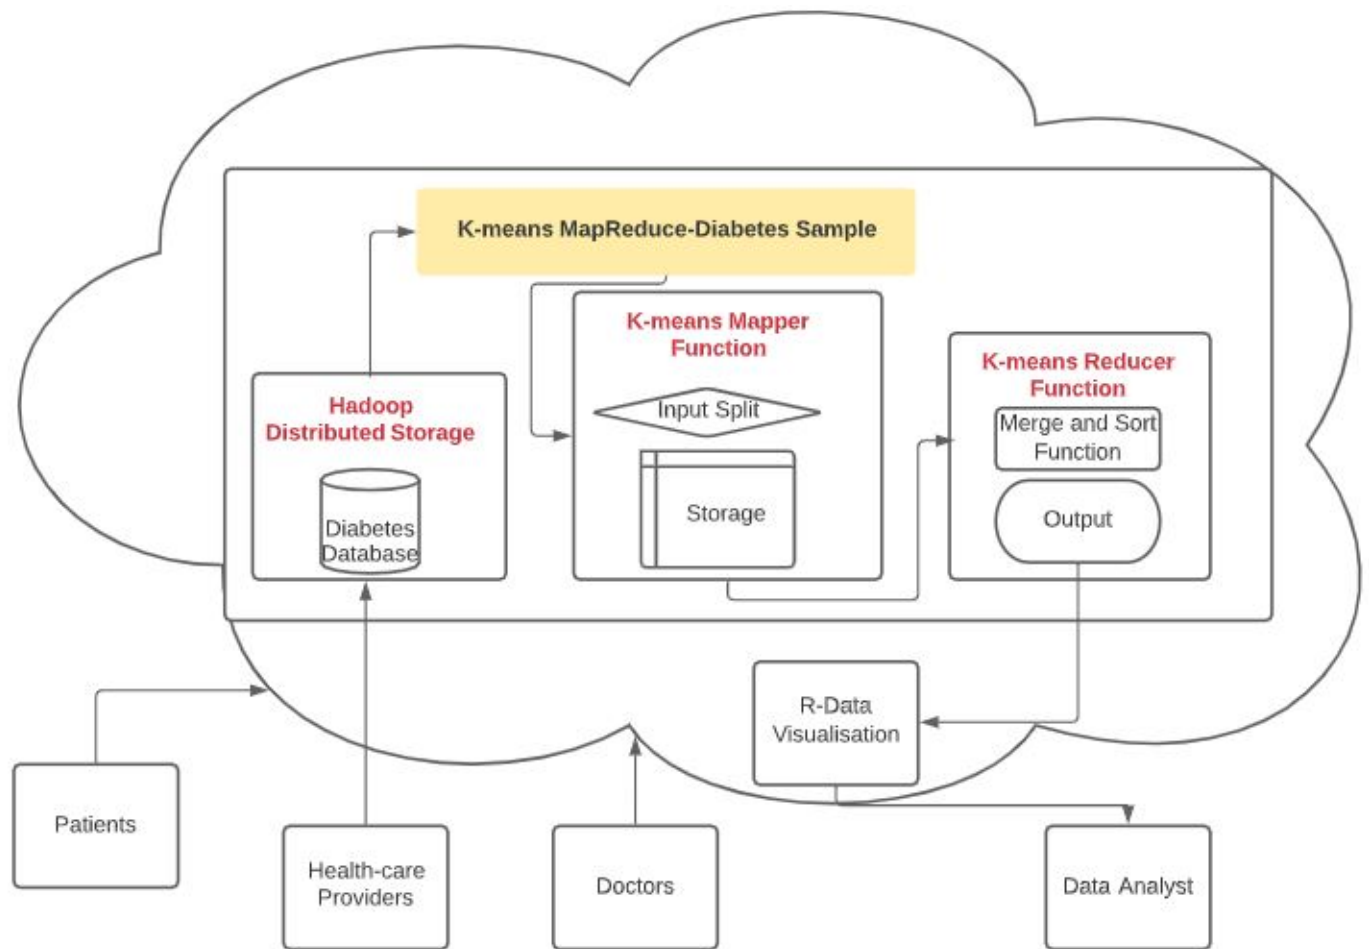 K-means MapReduce-Diabetes Sample
K-means Mapper
Function
Input Split
Storage
K-means Reducer
Function
Merge and Sort
Function
Output
Hadoop
Distributed Storage
Diabetes
Database
R-Data
Visualisation
Patients
Health-care
Providers
Doctors
Data Analyst